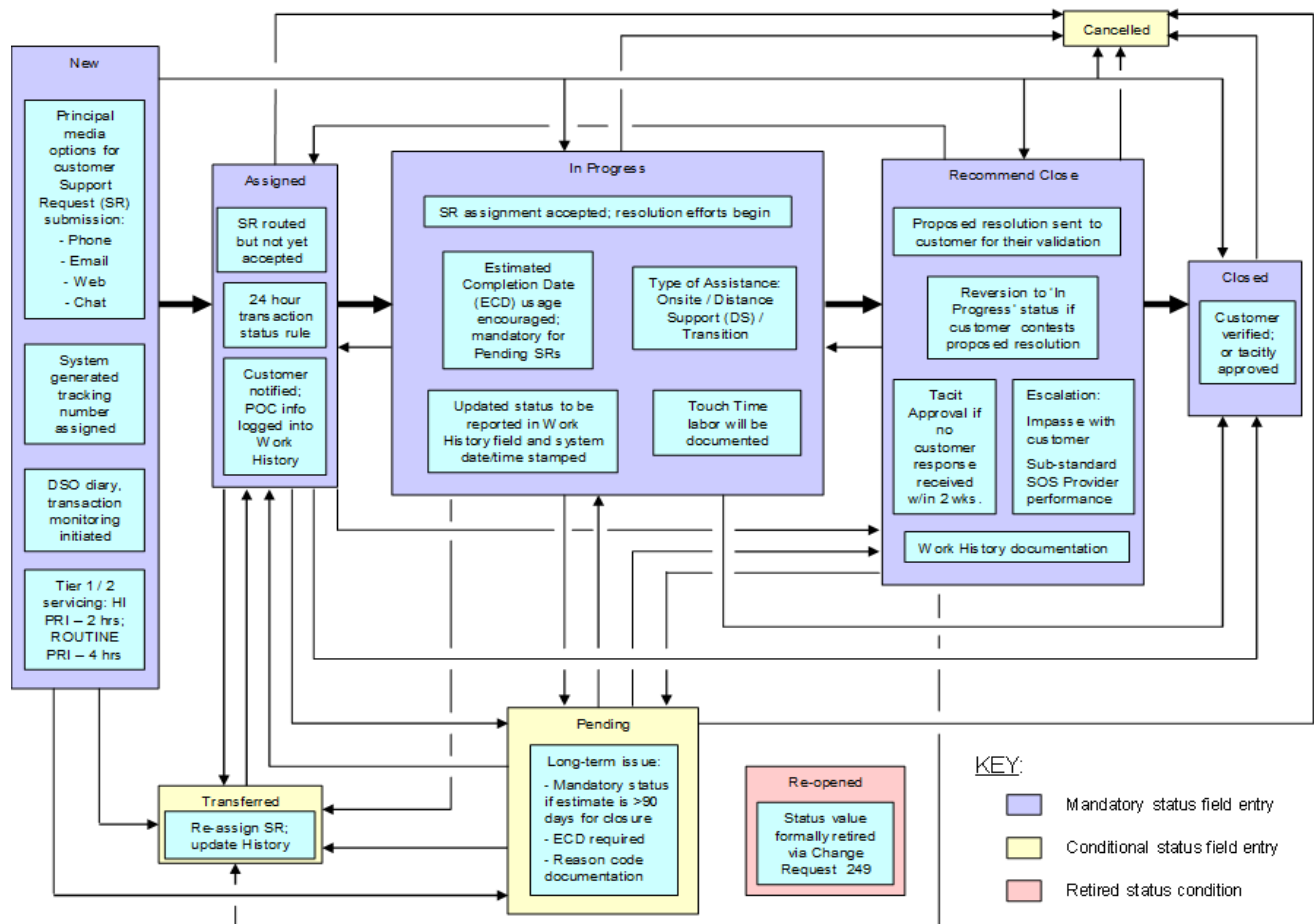 Cancelled
New
Principal
media
options for
customer
Support
Request (SR)
submission:
- Phone
- Email
- Web
- Chat
System
generated
tracking
number
assigned
DSO diary,
transaction
monitoring
initiated
Tier 1 / 2
servicing: HI
PRI – 2 hrs;
ROUTINE
PRI – 4 hrs
Assigned
SR routed
but not yet
accepted
24 hour
transaction
status rule
Customer
notified;
POC info
logged into
Work
History
In Progress
SR assignment accepted; resolution efforts begin
Estimated
Completion Date
(ECD) usage
encouraged;
mandatory for
Pending SRs
Type of Assistance:
Onsite / Distance
Support (DS) /
Transition
Updated status to be
reported in Work
History field and system
date/time stamped
Touch Time
labor will be
documented
Recommend Close
Proposed resolution sent to
customer for their validation
Reversion to 'In
Progress' status if
customer contests
proposed resolution
Tacit
Approval if
no
customer
response
received
w/in 2 wks.
Escalation:
Impasse with
customer
Sub-standard
SOS Provider
performance
Work History documentation
Closed
Customer
verified;
or tacitly
approved
Transferred
Re-assign SR;
update History
Pending
Long-term issue:
- Mandatory status
if estimate is >90
days for closure
- ECD required
- Reason code
documentation
Re-opened
Status value
formally retired
via Change
Request 249
KEY:
Mandatory status field entry
Conditional status field entry
Retired status condition